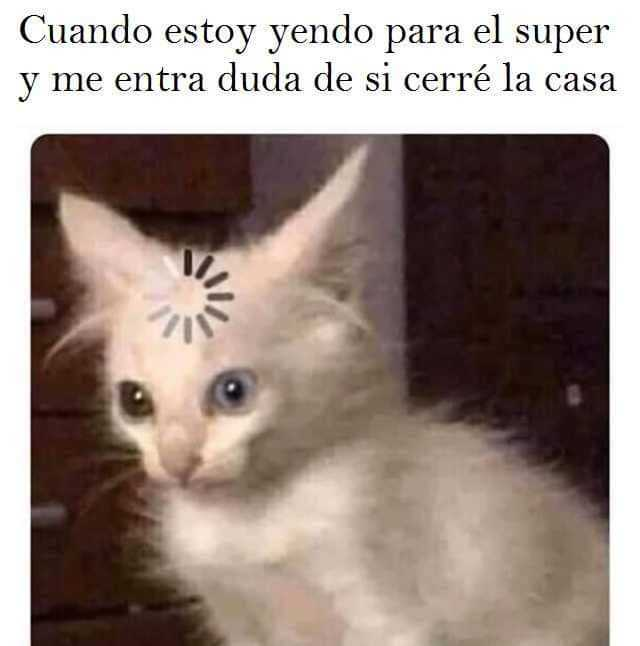 Cuando estoy yendo para el super
y me entra duda de si cerré la casa